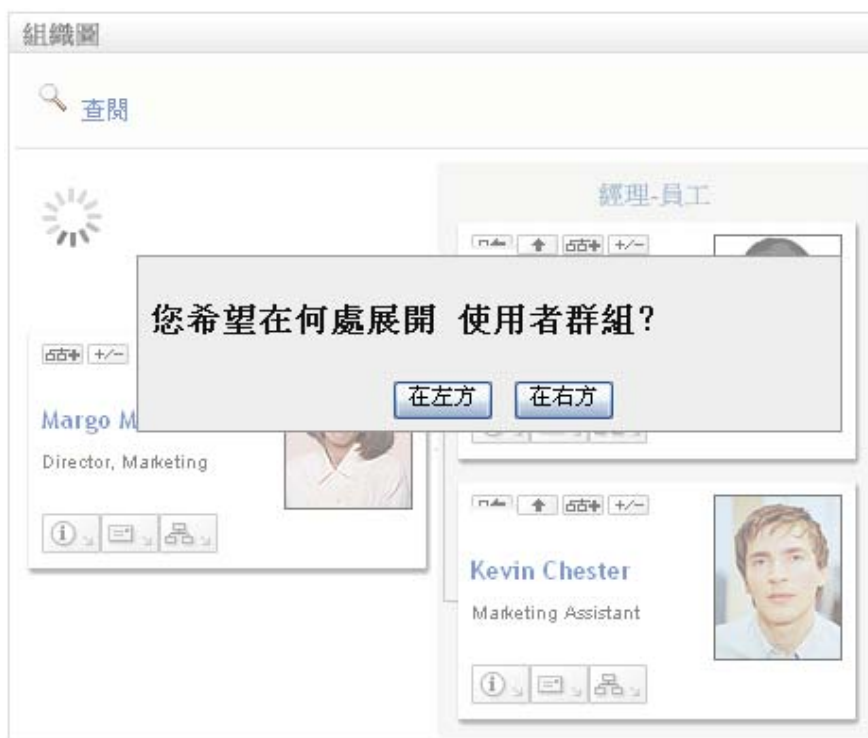 組織圖
查閱
經理-員工
+/−
您希望在何處展開 使用者群組?
在左方 在右方
+/−
Margo M
Director, Marketing
+/−
Kevin Chester
Marketing Assistant